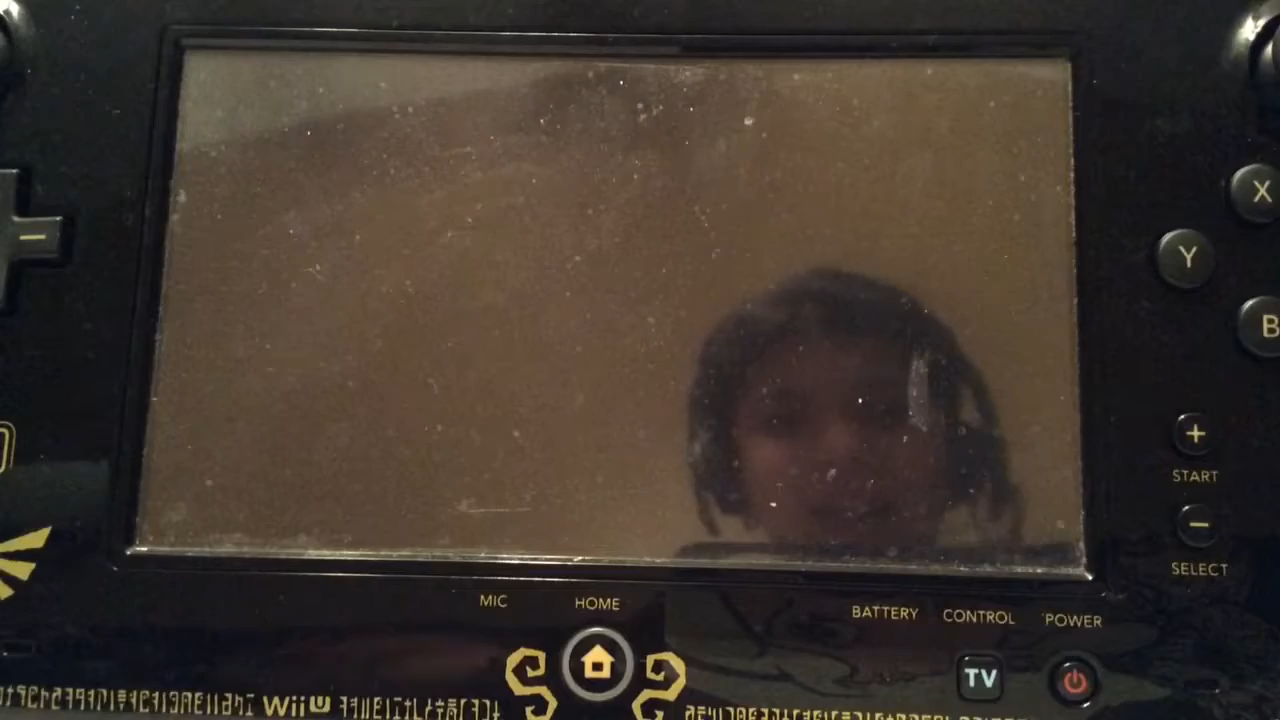 X
Y
B
+
START
−
SELECT
MIC HOME BATTERY CONTROL POWER
TV
Wii U